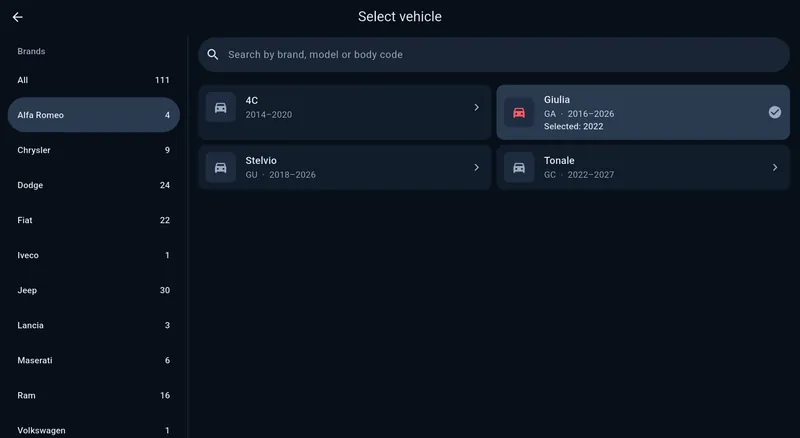 Select vehicle
Brands
All 111
Alfa Romeo 4
Chrysler 9
Dodge 24
Fiat 22
Iveco 1
Jeep 30
Lancia 3
Maserati 6
Ram 16
Volkswagen 1
Search by brand, model or body code
4C
2014–2020
Giulia
GA · 2016–2026
Selected: 2022
Stelvio
GU · 2018–2026
Tonale
GC · 2022–2027